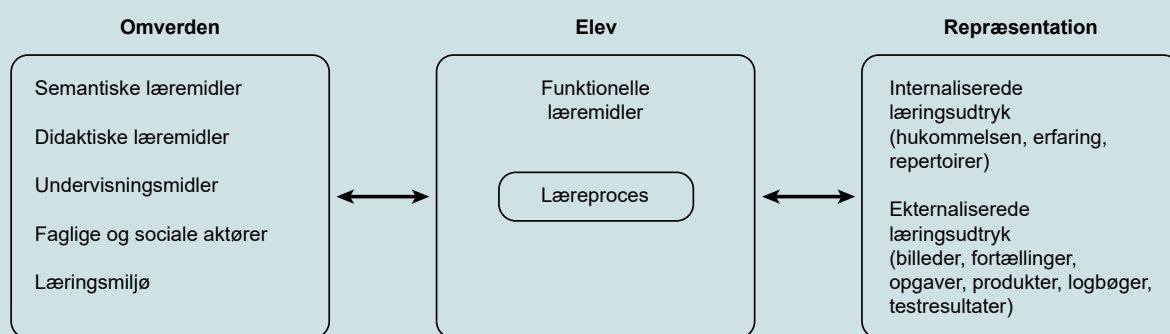 Omverden
Semantiske læremidler
Didaktiske læremidler
Undervisningsmidler
Faglige og sociale aktører
Læringsmiljø
Elev
Funktionelle
læremidler
Læreproces
Repræsentation
Internaliserede
læringsudtryk
(hukommelsen, erfaring,
repertoirer)
Ekternaliserede
læringsudtryk
(billeder, fortællinger,
opgaver, produkter, logbøger,
testresultater)